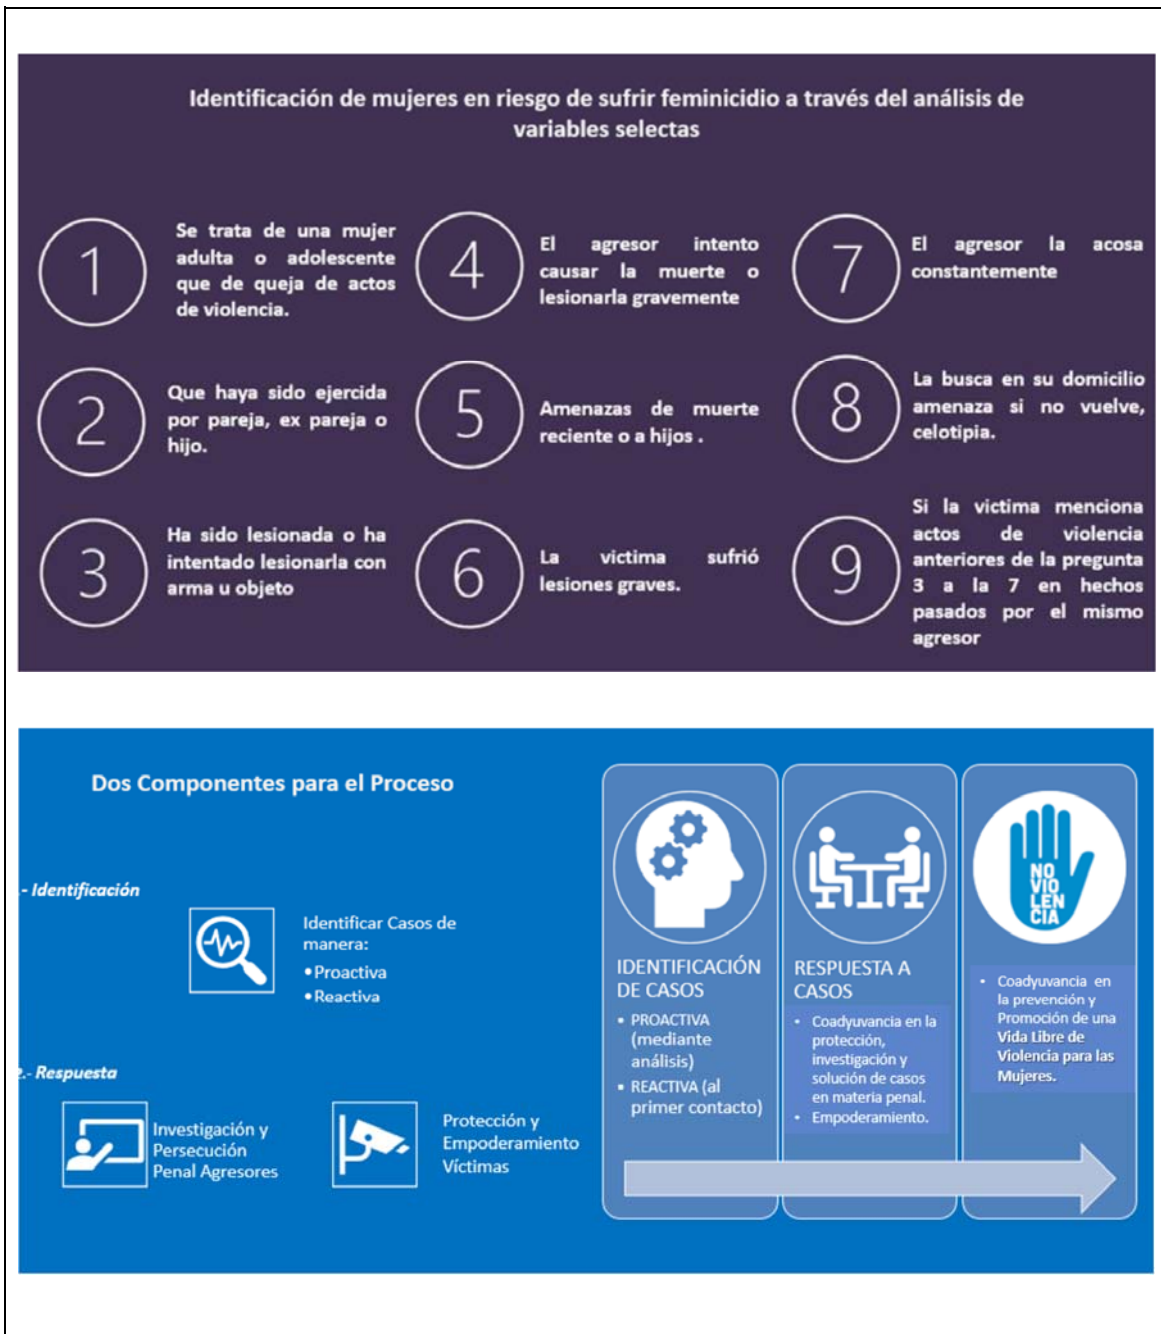 Identificación de mujeres en riesgo de sufrir feminicidio a través del análisis de
variables selectas
1
Se trata de una mujer
adulta o adolescente
que de queja de actos
de violencia.
2
Que haya sido ejercida
por pareja, ex pareja o
hijo.
3
Ha sido lesionada o ha
intentado lesionarla con
arma u objeto
4
El agresor intento
causar la muerte o
lesionarla gravemente
5
Amenazas de muerte
reciente o a hijos .
6
La victima sufrió
lesiones graves.
7
El agresor la acosa
constantemente
8
La busca en su domicilio
amenaza si no vuelve,
celotipia.
9
Si la victima menciona
actos de violencia
anteriores de la pregunta
3 a la 7 en hechos
pasados por el mismo
agresor
Dos Componentes para el Proceso
.- Identificación
Identificar Casos de
manera:
•Proactiva
•Reactiva
2.- Respuesta
Investigación y
Persecución
Penal Agresores
Protección y
Empoderamiento
Víctimas
IDENTIFICACIÓN
DE CASOS
▪ PROACTIVA
(mediante
análisis)
▪ REACTIVA (al
primer contacto)
RESPUESTA A
CASOS
• Coadyuvancia en la
protección,
investigación y
solución de casos
en materia penal.
• Empoderamiento.
NO
VIO
LEN
CIA
• Coadyuvancia en
la prevención y
Promoción de una
Vida Libre de
Violencia para las
Mujeres.